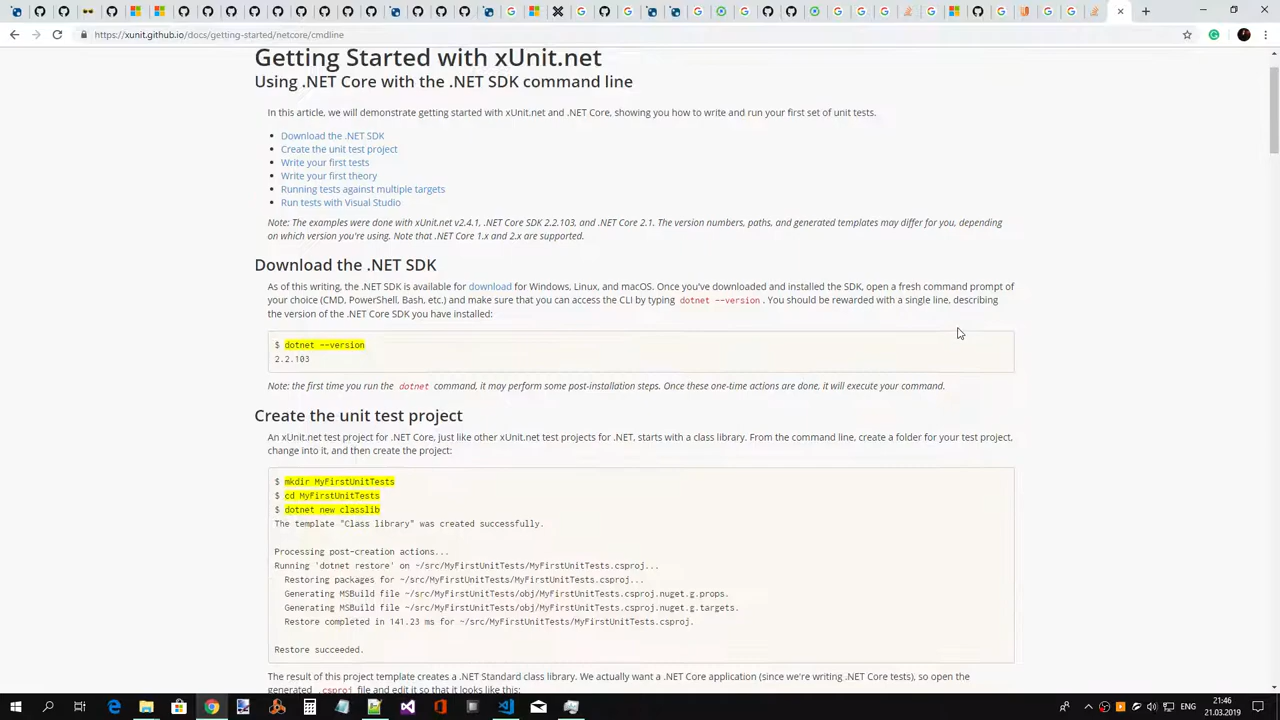 https://xunit.github.io/docs/getting-started/netcore/cmdline
Getting Started with xUnit.net
Using .NET Core with the .NET SDK command line
In this article, we will demonstrate getting started with xUnit.net and .NET Core, showing you how to write and run your first set of unit tests.
Download the .NET SDK
Create the unit test project
Write your first tests
Write your first theory
Running tests against multiple targets
Run tests with Visual Studio
Note: The examples were done with xUnit.net v2.4.1, .NET Core SDK 2.2.103, and .NET Core 2.1. The version numbers, paths, and generated templates may differ for you, depending
on which version you're using. Note that .NET Core 1.x and 2.x are supported.
Download the .NET SDK
As of this writing, the .NET SDK is available for download for Windows, Linux, and macOS. Once you've downloaded and installed the SDK, open a fresh command prompt of
your choice (CMD, PowerShell, Bash, etc.) and make sure that you can access the CLI by typing dotnet --version. You should be rewarded with a single line, describing
the version of the .NET Core SDK you have installed:
$ dotnet --version
2.2.103
Note: the first time you run the dotnet command, it may perform some post-installation steps. Once these one-time actions are done, it will execute your command.
Create the unit test project
An xUnit.net test project for .NET Core, just like other xUnit.net test projects for .NET, starts with a class library. From the command line, create a folder for your test project,
change into it, and then create the project:
$ mkdir MyFirstUnitTests
$ cd MyFirstUnitTests
$ dotnet new classlib
The template "Class library" was created successfully.
Processing post-creation actions...
Running 'dotnet restore' on ~/src/MyFirstUnitTests/MyFirstUnitTests.csproj...
Restoring packages for ~/src/MyFirstUnitTests/MyFirstUnitTests.csproj...
Generating MSBuild file ~/src/MyFirstUnitTests/obj/MyFirstUnitTests.csproj.nuget.g.props.
Generating MSBuild file ~/src/MyFirstUnitTests/obj/MyFirstUnitTests.csproj.nuget.g.targets.
Restore completed in 141.23 ms for ~/src/MyFirstUnitTests/MyFirstUnitTests.csproj.
Restore succeeded.
The result of this project template creates a .NET Standard class library. We actually want a .NET Core application (since we're writing .NET Core tests), so open the
generated .csproj file and edit it so that it looks like this:
ENG
21:46
21.03.2019